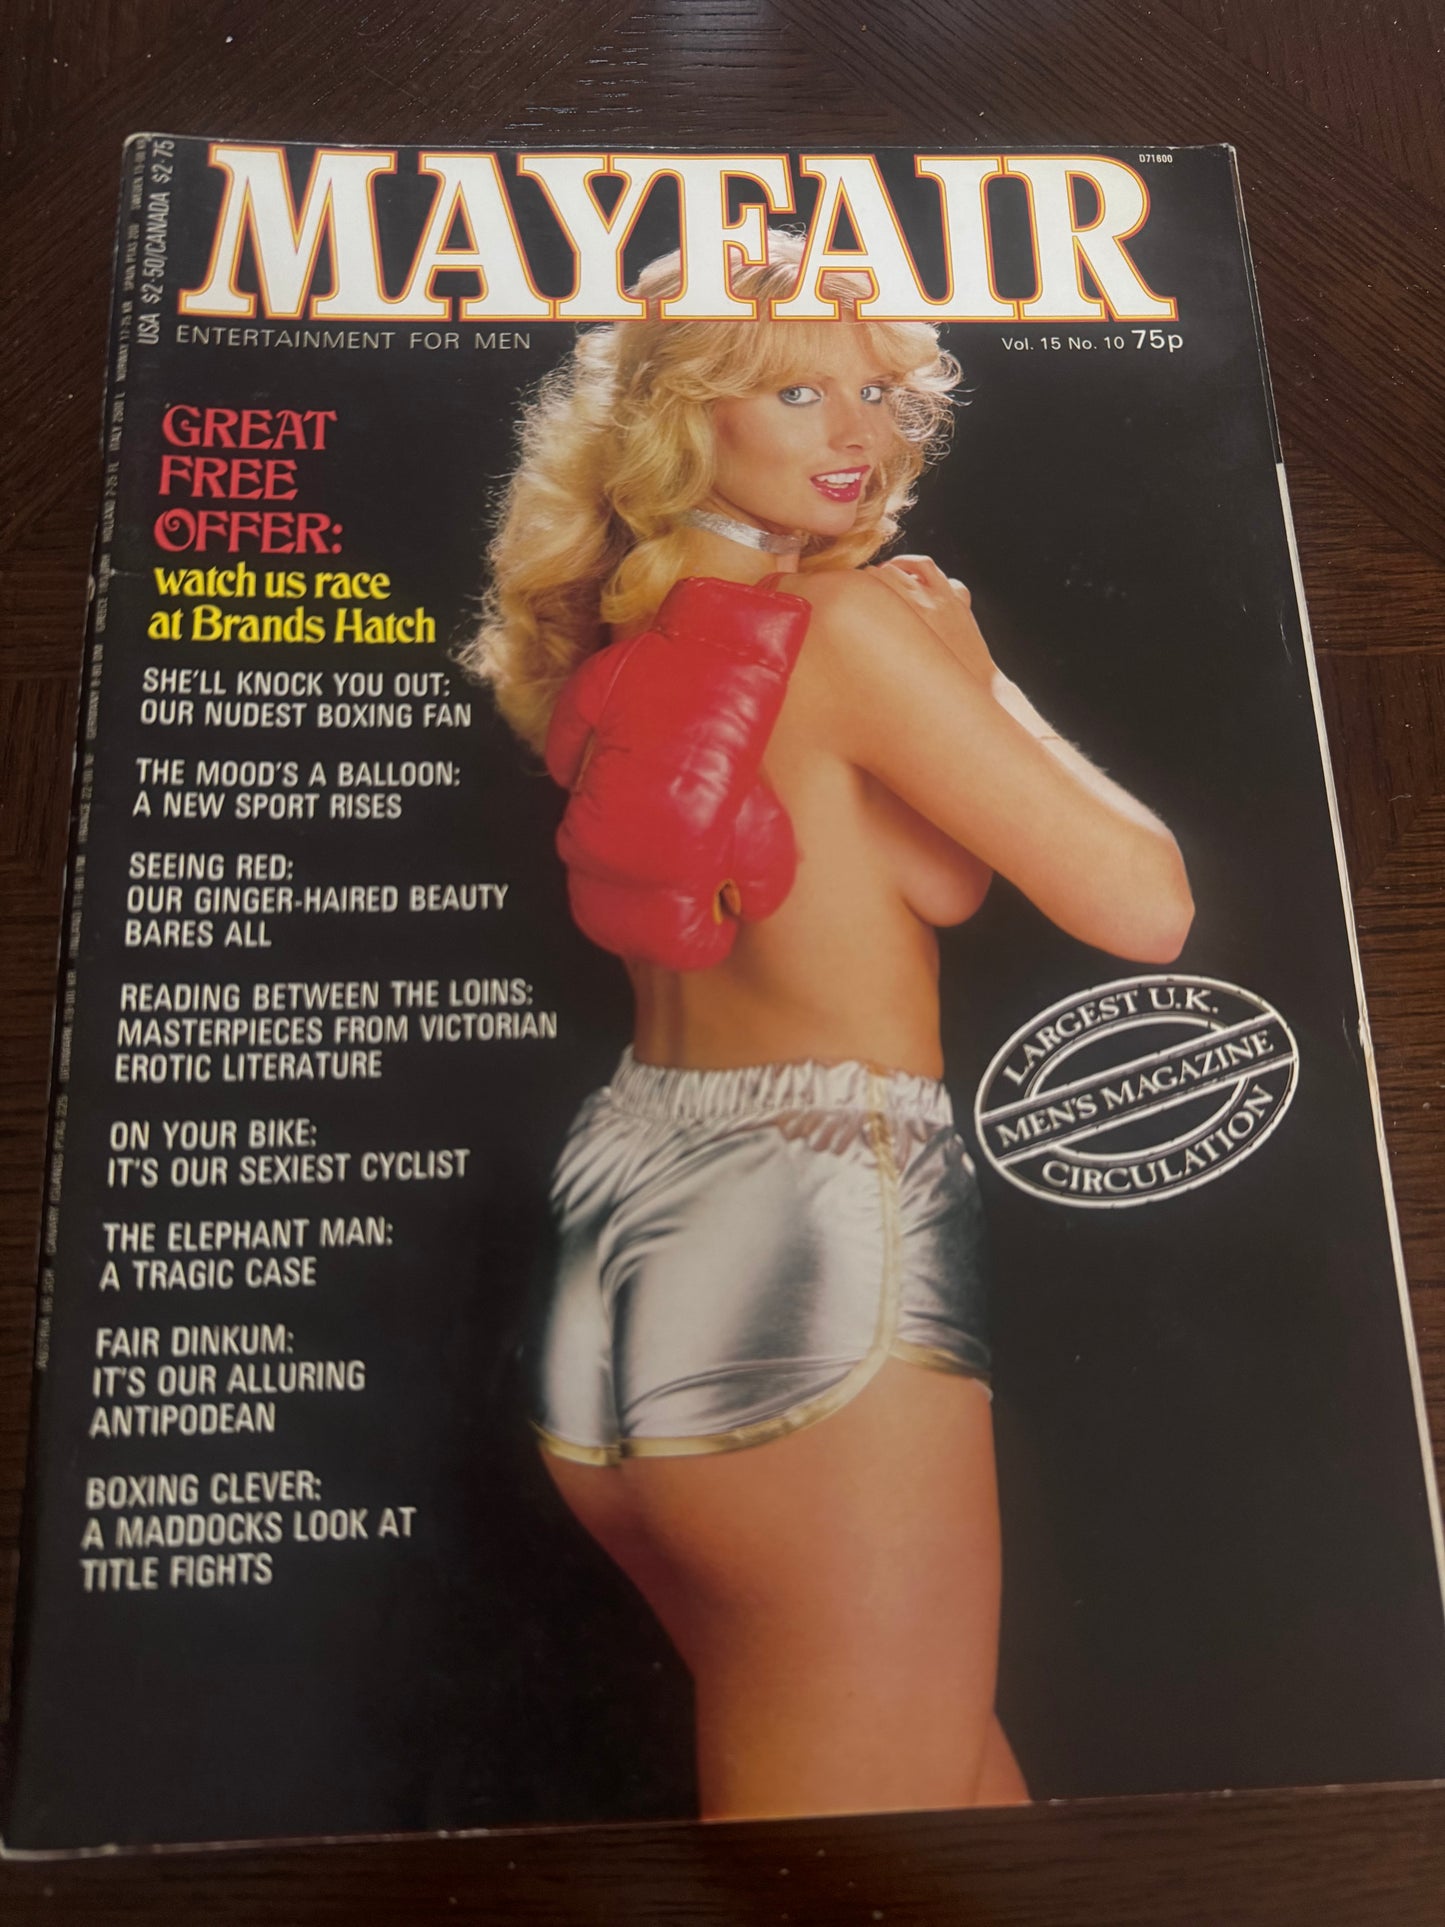 D71600
MAYFAIR
ENTERTAINMENT FOR MEN
Vol. 15 No. 10 75p
USA $2·50/CANADA $2·75
GREAT
FREE
OFFER:
watch us race
at Brands Hatch
SHE'LL KNOCK YOU OUT:
OUR NUDEST BOXING FAN
THE MOOD'S A BALLOON:
A NEW SPORT RISES
SEEING RED:
OUR GINGER-HAIRED BEAUTY
BARES ALL
READING BETWEEN THE LOINS:
MASTERPIECES FROM VICTORIAN
EROTIC LITERATURE
ON YOUR BIKE:
IT'S OUR SEXIEST CYCLIST
THE ELEPHANT MAN:
A TRAGIC CASE
FAIR DINKUM:
IT'S OUR ALLURING
ANTIPODEAN
BOXING CLEVER:
A MADDOCKS LOOK AT
TITLE FIGHTS
LARGEST U.K.
MEN'S MAGAZINE
CIRCULATION